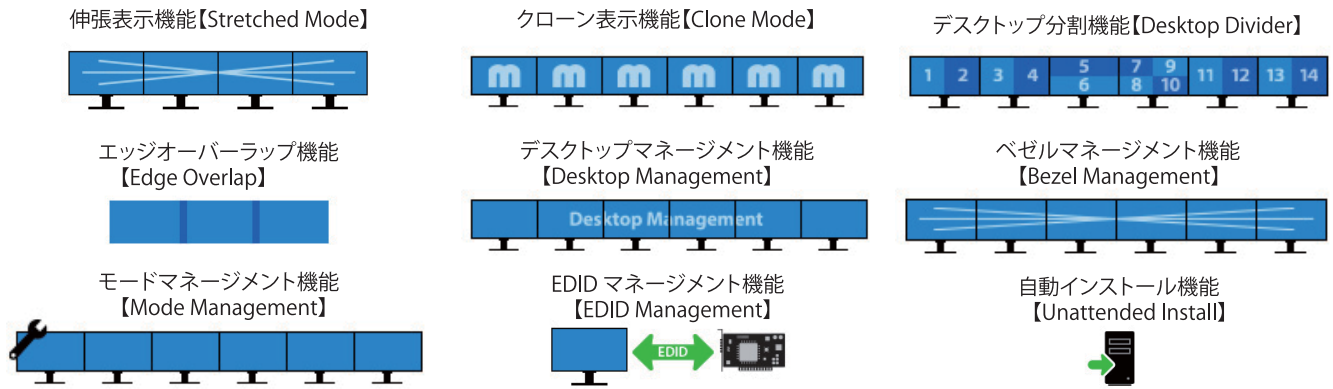 伸張表示機能【Stretched Mode】
クローン表示機能【Clone Mode】
m m m m m m
デスクトップ分割機能【Desktop Divider】
1 2 3 4 5 6 7 8 9 10 11 12 13 14
エッジオーバーラップ機能
【Edge Overlap】
デスクトップマネージメント機能
【Desktop Management】
Desktop Management
ベゼルマネージメント機能
【Bezel Management】
モードマネージメント機能
【Mode Management】
EDID マネージメント機能
【EDID Management】
EDID
自動インストール機能
【Unattended Install】